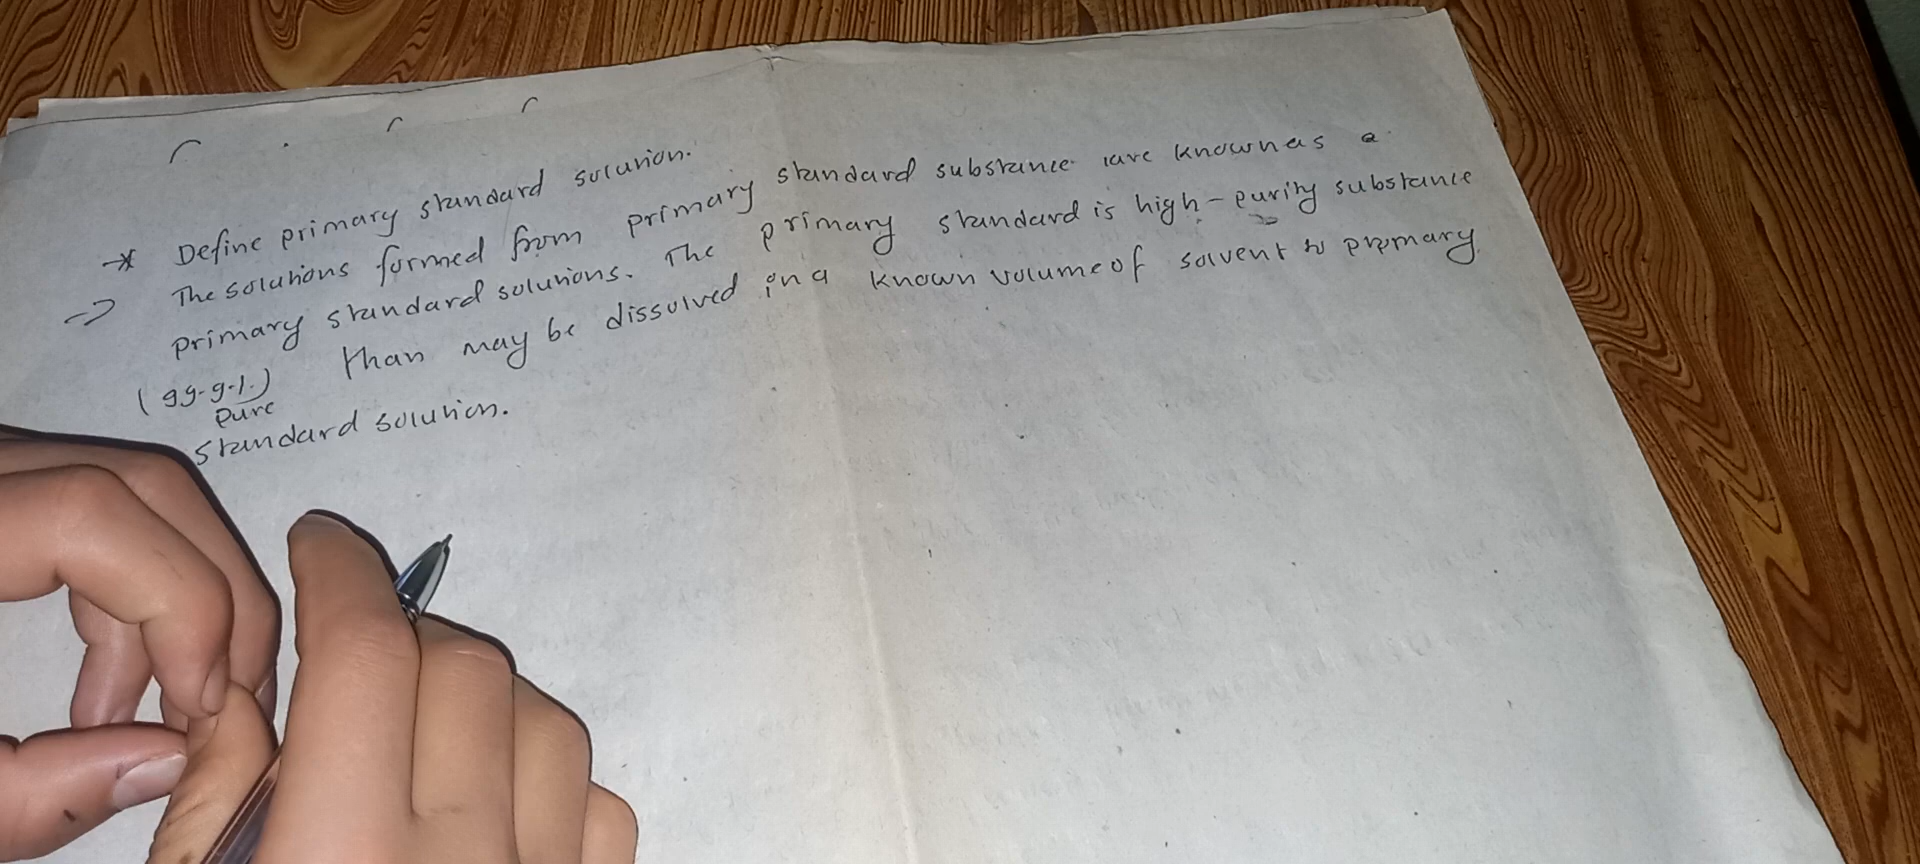 * Define primary standard solution.
→ The solutions formed from primary standard substance are known as a
primary standard solutions. The primary standard is high-purity substance
(99.9%) than may be dissolved in a known volume of solvent to primary
pure
standard solution.